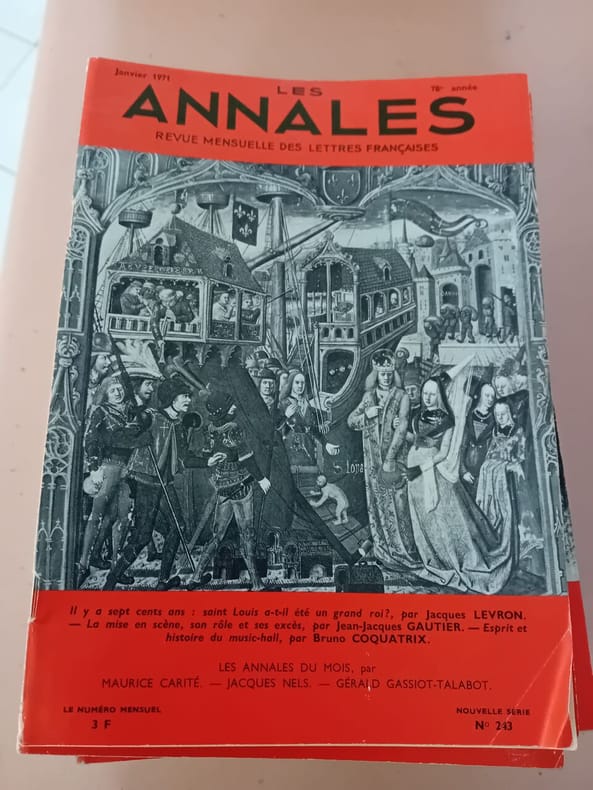 Janvier 1971
LES
78e année
ANNALES
REVUE MENSUELLE DES LETTRES FRANÇAISES
Il y a sept cents ans : saint Louis a-t-il été un grand roi?, par Jacques LEVRON.
— La mise en scène, son rôle et ses excès, par Jean-Jacques GAUTIER. — Esprit et
histoire du music-hall, par Bruno COQUATRIX.
LES ANNALES DU MOIS, par
MAURICE CARITÉ. — JACQUES NELS. — GÉRALD GASSIOT-TALABOT.
LE NUMÉRO MENSUEL
3 F
NOUVELLE SÉRIE
No 243